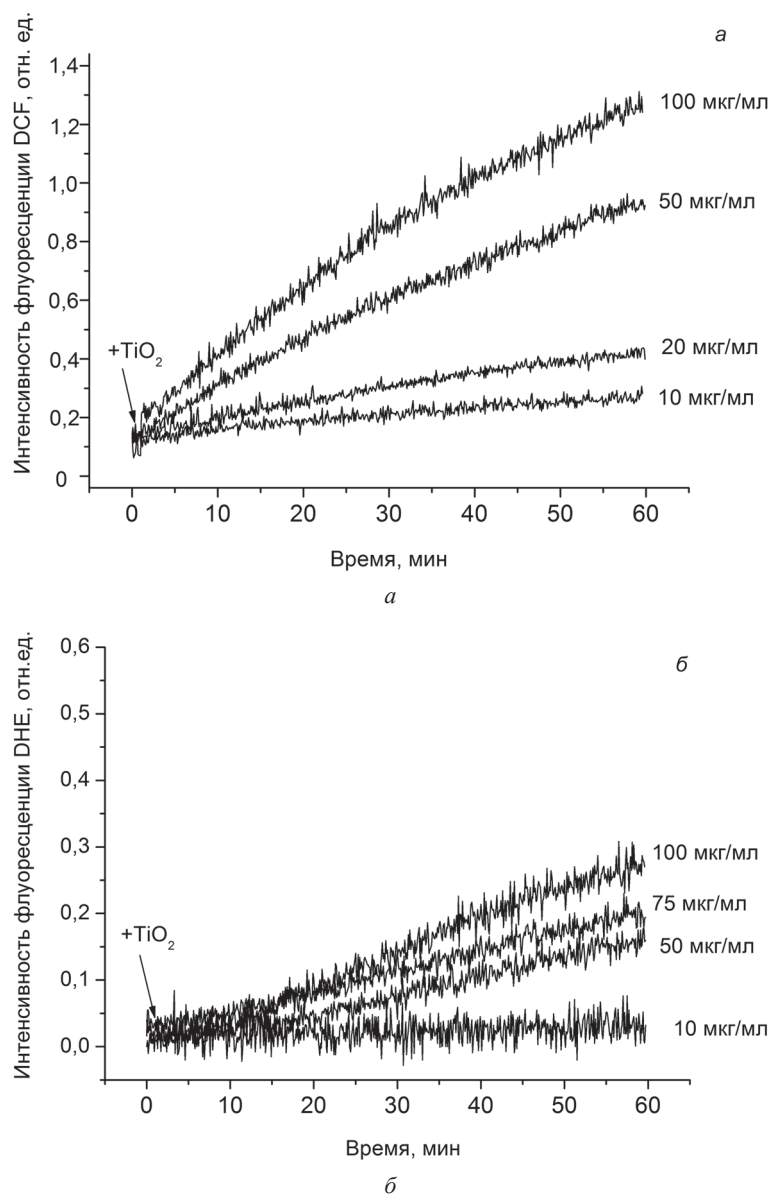 а
Интенсивность флуоресценции DCF, отн. ед.
1,4
1,2
1,0
0,8
0,6
0,4
0,2
0
+TiO2
100 мкг/мл
50 мкг/мл
20 мкг/мл
10 мкг/мл
0 10 20 30 40 50 60
Время, мин
а
б
Интенсивность флуоресценции DHE, отн.ед.
0,6
0,5
0,4
0,3
0,2
0,1
0,0
+TiO2
100 мкг/мл
75 мкг/мл
50 мкг/мл
10 мкг/мл
0 10 20 30 40 50 60
Время, мин
б